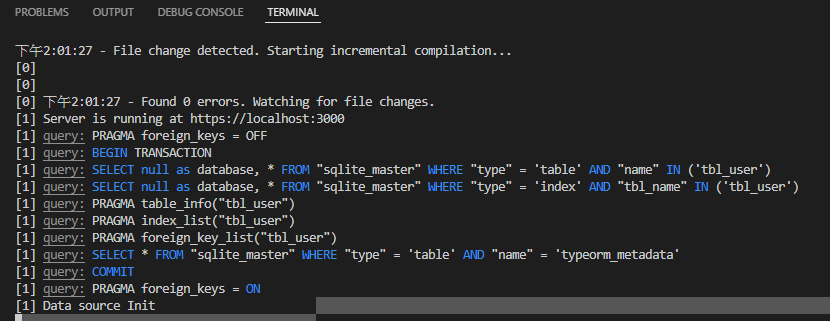 PROBLEMS OUTPUT DEBUG CONSOLE TERMINAL
下午2:01:27 - File change detected. Starting incremental compilation...
[0]
[0]
[0] 下午2:01:27 - Found 0 errors. Watching for file changes.
[1] Server is running at https://localhost:3000
[1] query: PRAGMA foreign_keys = OFF
[1] query: BEGIN TRANSACTION
[1] query: SELECT null as database, * FROM "sqlite_master" WHERE "type" = 'table' AND "name" IN ('tbl_user')
[1] query: SELECT null as database, * FROM "sqlite_master" WHERE "type" = 'index' AND "tbl_name" IN ('tbl_user')
[1] query: PRAGMA table_info("tbl_user")
[1] query: PRAGMA index_list("tbl_user")
[1] query: PRAGMA foreign_key_list("tbl_user")
[1] query: SELECT * FROM "sqlite_master" WHERE "type" = 'table' AND "name" = 'typeorm_metadata'
[1] query: COMMIT
[1] query: PRAGMA foreign_keys = ON
[1] Data source Init